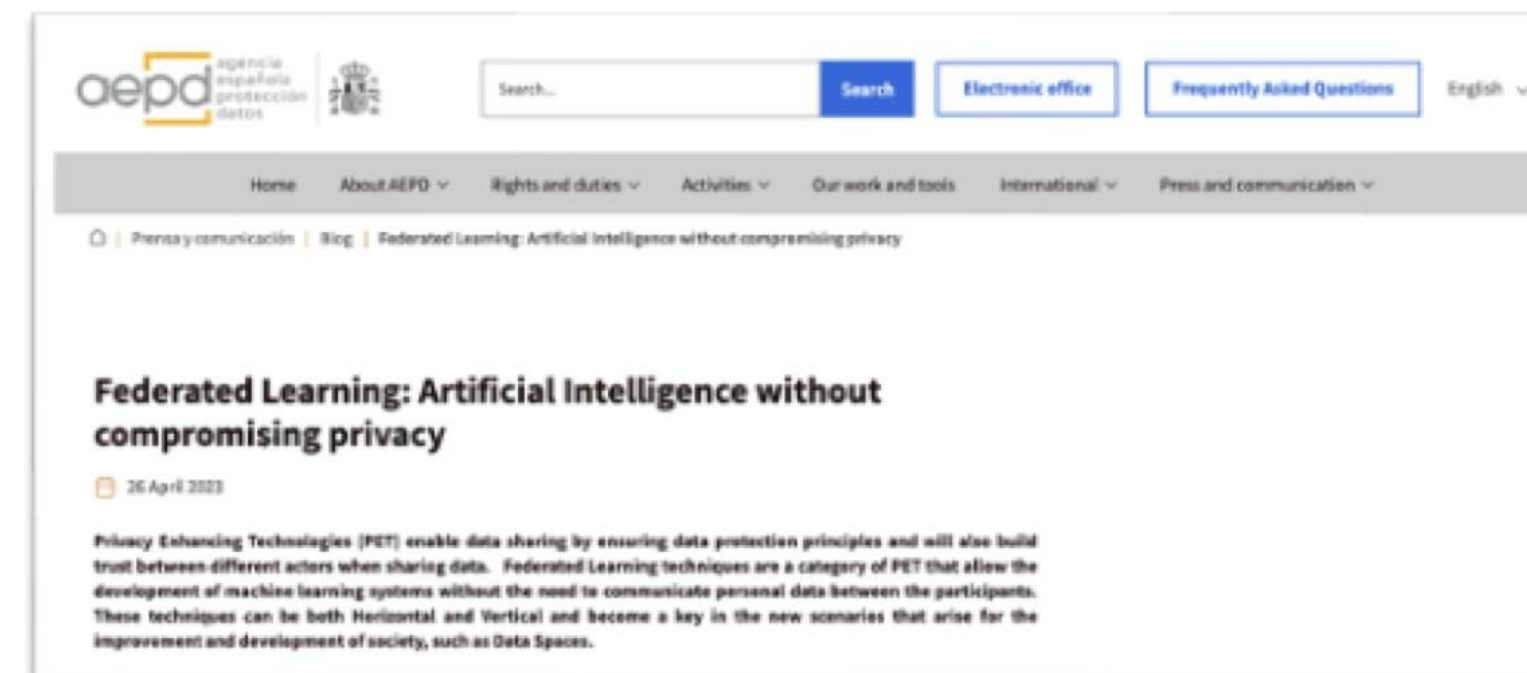 aepd
agencia
española
protección
datos
Search...
Search
Electronic office
Frequently Asked Questions
English
Home
About AEPD
Rights and duties
Activities
Our work and tools
International
Press and communication
Prensa y comunicación | Blog | Federated Learning: Artificial Intelligence without compromising privacy
Federated Learning: Artificial Intelligence without
compromising privacy
26 April 2023
Privacy Enhancing Technologies (PET) enable data sharing by ensuring data protection principles and will also build
trust between different actors when sharing data. Federated Learning techniques are a category of PET that allow the
development of machine learning systems without the need to communicate personal data between the participants.
These techniques can be both Horizontal and Vertical and become a key in the new scenarios that arise for the
improvement and development of society, such as Data Spaces.